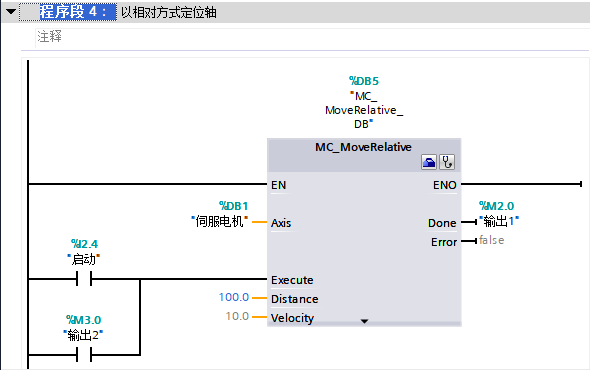 程序段 4： 以相对方式定位轴
注释
%DB5
"MC_
MoveRelative_
DB"
MC_MoveRelative
EN
ENO
%DB1
"伺服电机"
Axis
%M2.0
Done
"输出1"
Error
false
%I2.4
"启动"
Execute
100.0
Distance
10.0
Velocity
%M3.0
"输出2"